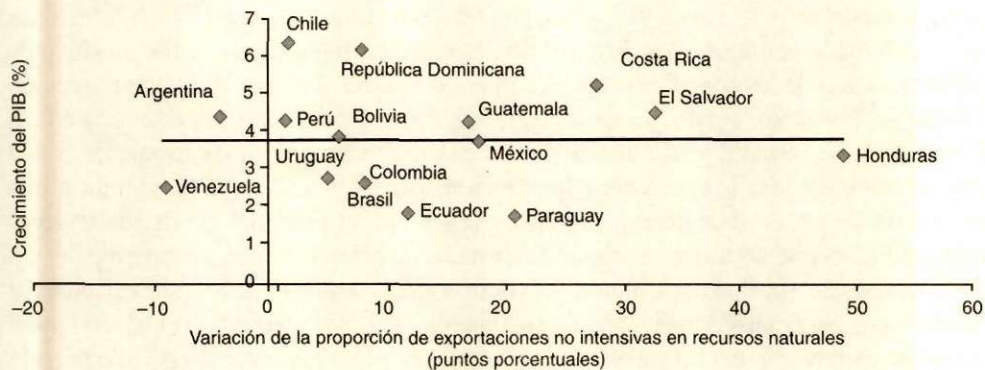 Crecimiento del PIB (%)
7
6
5
4
3
2
1
0
Chile
República Dominicana
Costa Rica
Argentina
El Salvador
Perú
Bolivia
Guatemala
México
Uruguay
Honduras
Venezuela
Colombia
Brasil
Ecuador
Paraguay
−20
−10
0
10
20
30
40
50
60
Variación de la proporción de exportaciones no intensivas en recursos naturales
(puntos porcentuales)